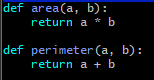 def area(a, b):
    return a * b
def perimeter(a, b):
    return a + b